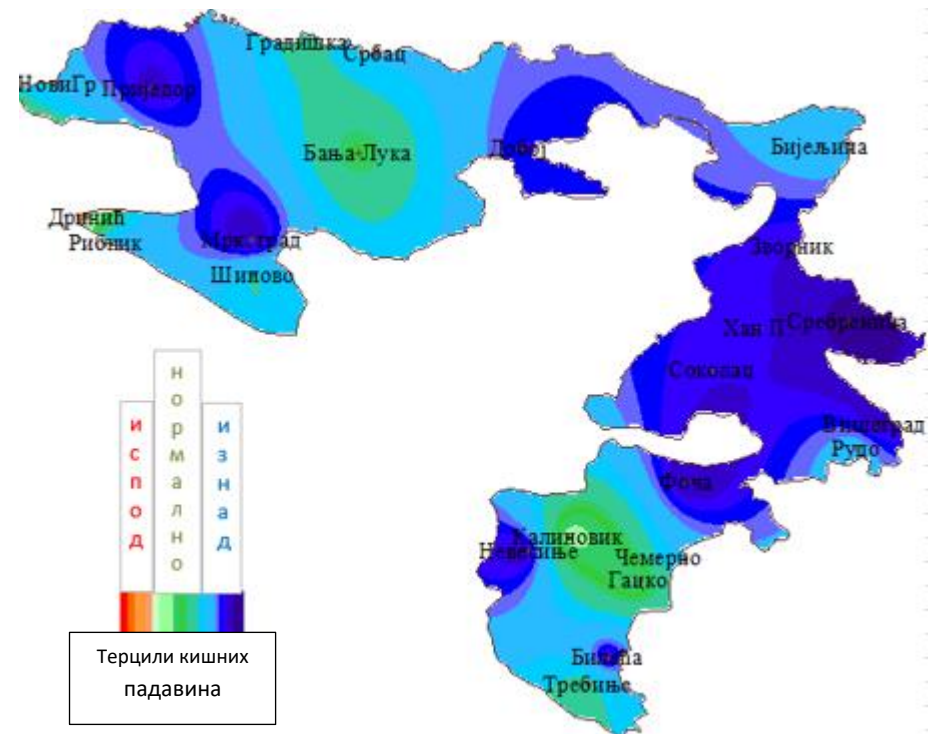 Градишка
Србац
НовиГр
Приједор
Бања-Лука
Добој
Бијељина
Дринић
Рибник
Мрк. град
Шипово
Зворник
Хан П
Сребреница
Соколац
Вишеград
Рудо
Фоча
Калиновик
Невесиње
Чемерно
Гацко
Билећа
Требиње
испод
нормално
изнад
Терцили кишних
падавина